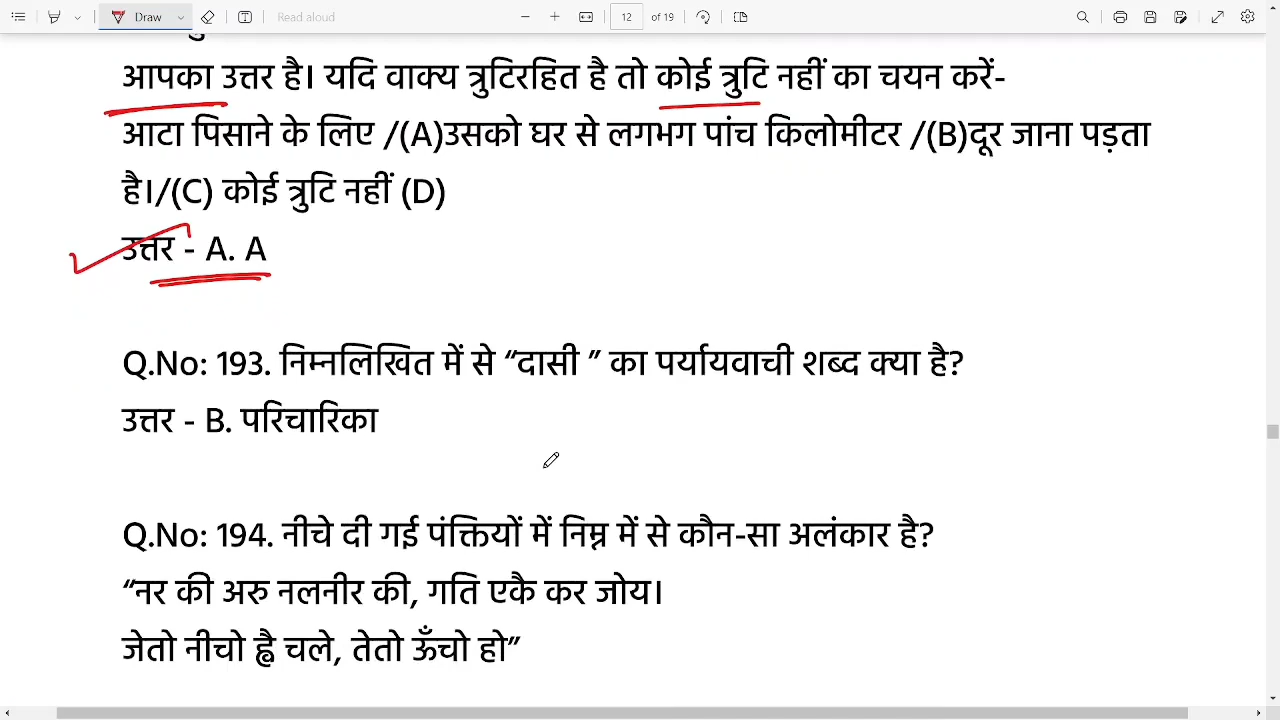 Draw
Read aloud
12 of 19
आपका उत्तर है। यदि वाक्य त्रुटिरहित है तो कोई त्रुटि नहीं का चयन करें-
आटा पिसाने के लिए /(A)उसको घर से लगभग पांच किलोमीटर /(B)दूर जाना पड़ता
है।/(C) कोई त्रुटि नहीं (D)
उत्तर - A. A
Q.No: 193. निम्नलिखित में से “दासी ” का पर्यायवाची शब्द क्या है?
उत्तर - B. परिचारिका
Q.No: 194. नीचे दी गई पंक्तियों में निम्न में से कौन-सा अलंकार है?
“नर की अरु नलनीर की, गति एकै कर जोय।
जेतो नीचो ह्वै चले, तेतो ऊँचो हो”